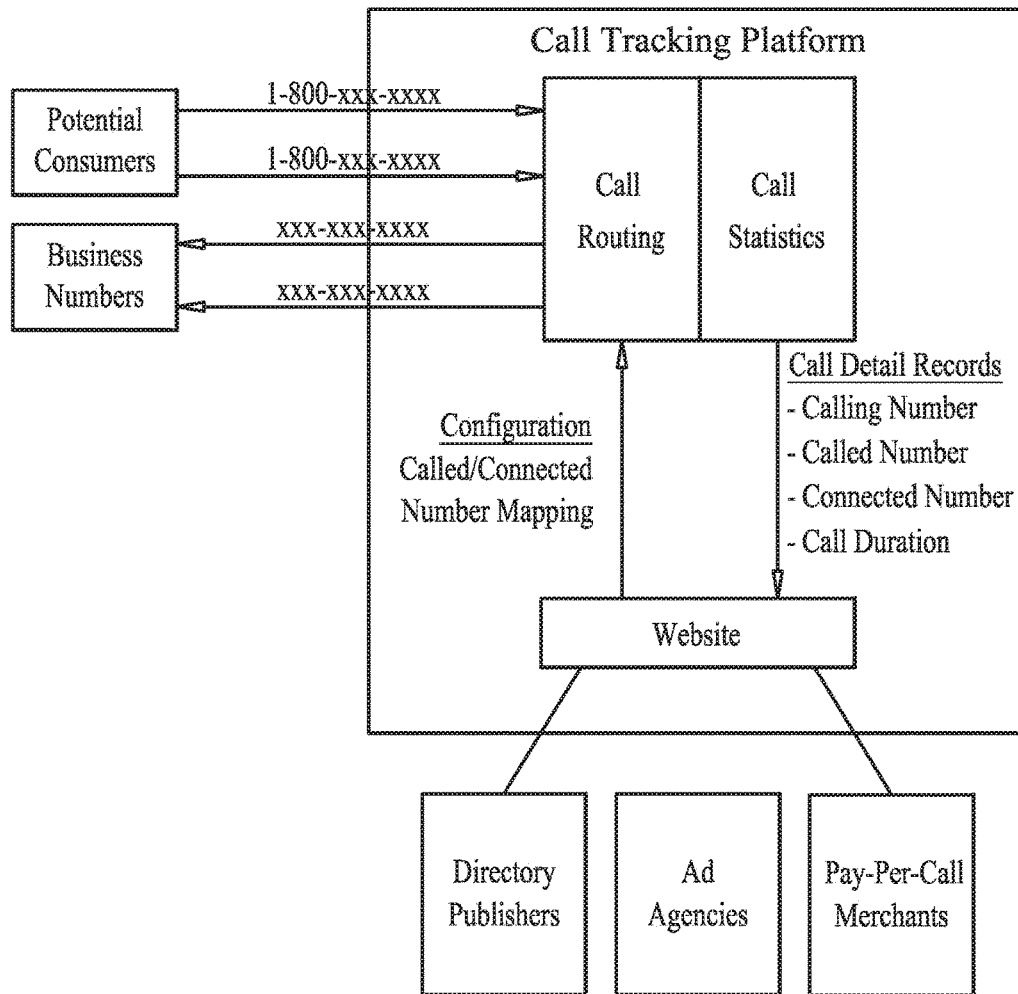 Call Tracking Platform
Potential
Consumers
1-800-xxx-xxxx
1-800-xxx-xxxx
Business
Numbers
xxx-xxx-xxxx
xxx-xxx-xxxx
Call
Routing
Call
Statistics
Configuration
Called/Connected
Number Mapping
Call Detail Records
- Calling Number
- Called Number
- Connected Number
- Call Duration
Website
Directory
Publishers
Ad
Agencies
Pay-Per-Call
Merchants